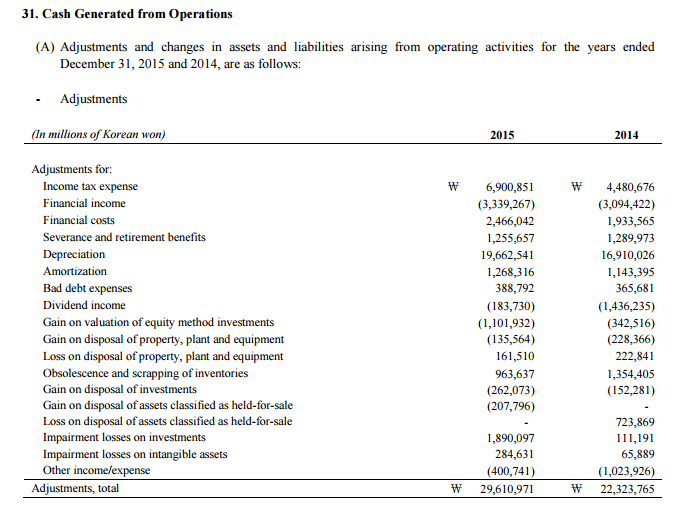 31. Cash Generated from Operations
(A) Adjustments and changes in assets and liabilities arising from operating activities for the years ended
December 31, 2015 and 2014, are as follows:
- Adjustments
(In millions of Korean won) 2015 2014
Adjustments for:
Income tax expense ₩ 6,900,851 ₩ 4,480,676
Financial income (3,339,267) (3,094,422)
Financial costs 2,466,042 1,933,565
Severance and retirement benefits 1,255,657 1,289,973
Depreciation 19,662,541 16,910,026
Amortization 1,268,316 1,143,395
Bad debt expenses 388,792 365,681
Dividend income (183,730) (1,436,235)
Gain on valuation of equity method investments (1,101,932) (342,516)
Gain on disposal of property, plant and equipment (135,564) (228,366)
Loss on disposal of property, plant and equipment 161,510 222,841
Obsolescence and scrapping of inventories 963,637 1,354,405
Gain on disposal of investments (262,073) (152,281)
Gain on disposal of assets classified as held-for-sale (207,796) -
Loss on disposal of assets classified as held-for-sale - 723,869
Impairment losses on investments 1,890,097 111,191
Impairment losses on intangible assets 284,631 65,889
Other income/expense (400,741) (1,023,926)
Adjustments, total ₩ 29,610,971 ₩ 22,323,765